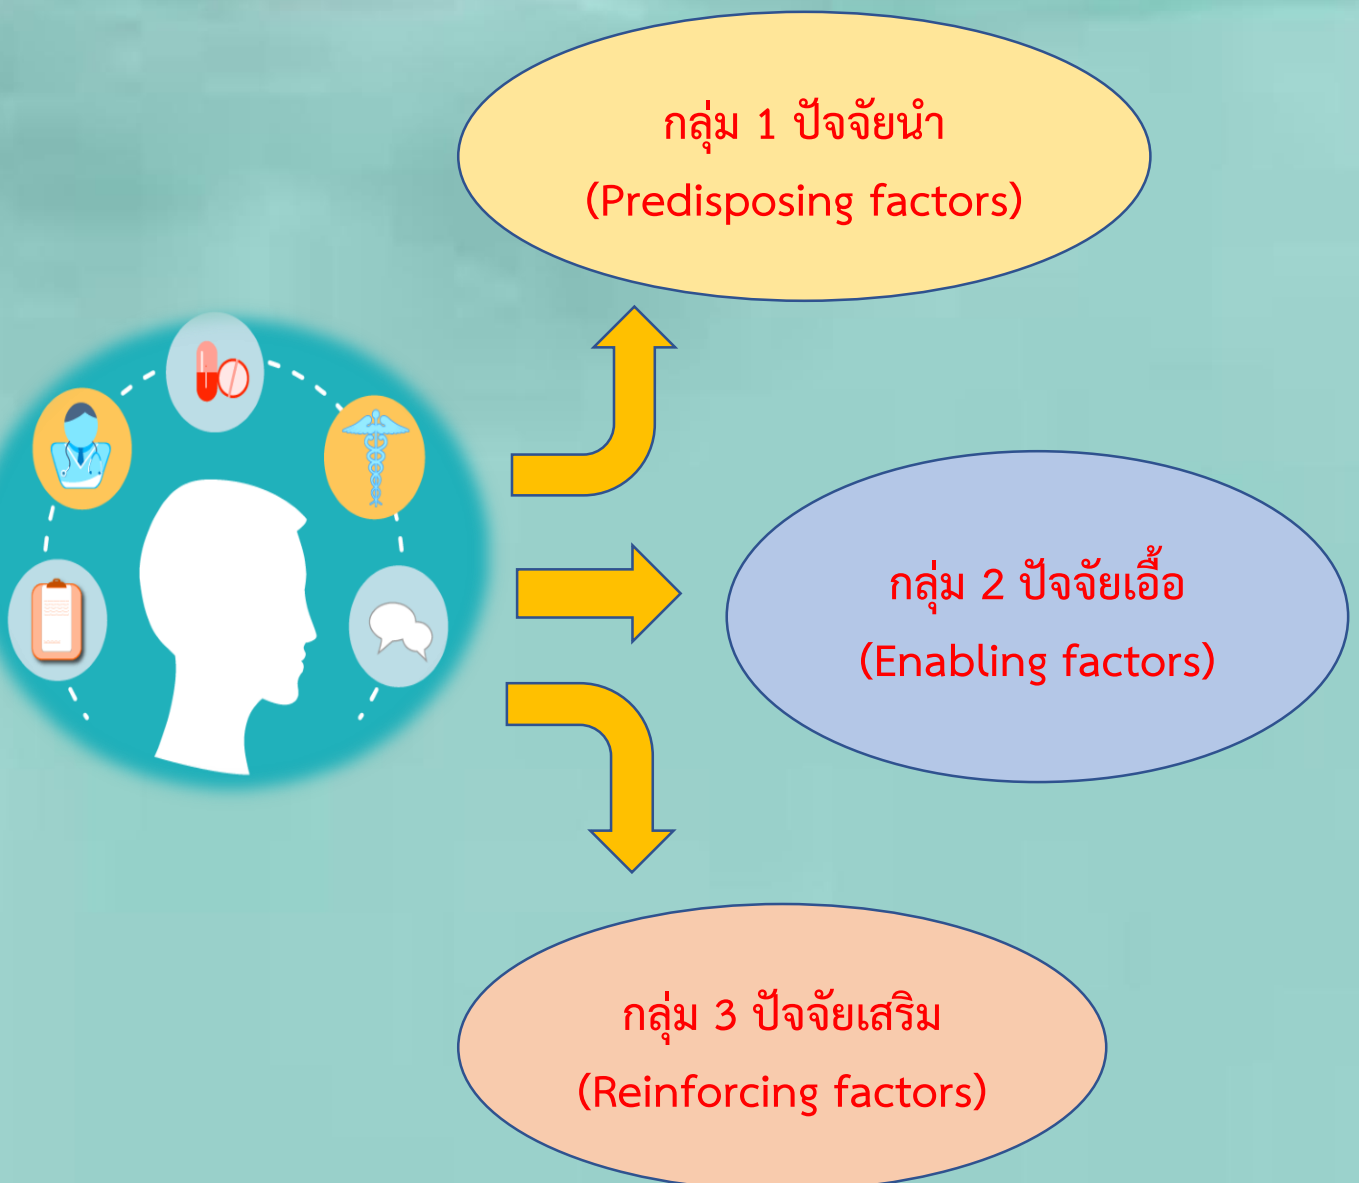 กลุ่ม 1 ปัจจัยนำ
(Predisposing factors)
กลุ่ม 2 ปัจจัยเอื้อ
(Enabling factors)
กลุ่ม 3 ปัจจัยเสริม
(Reinforcing factors)